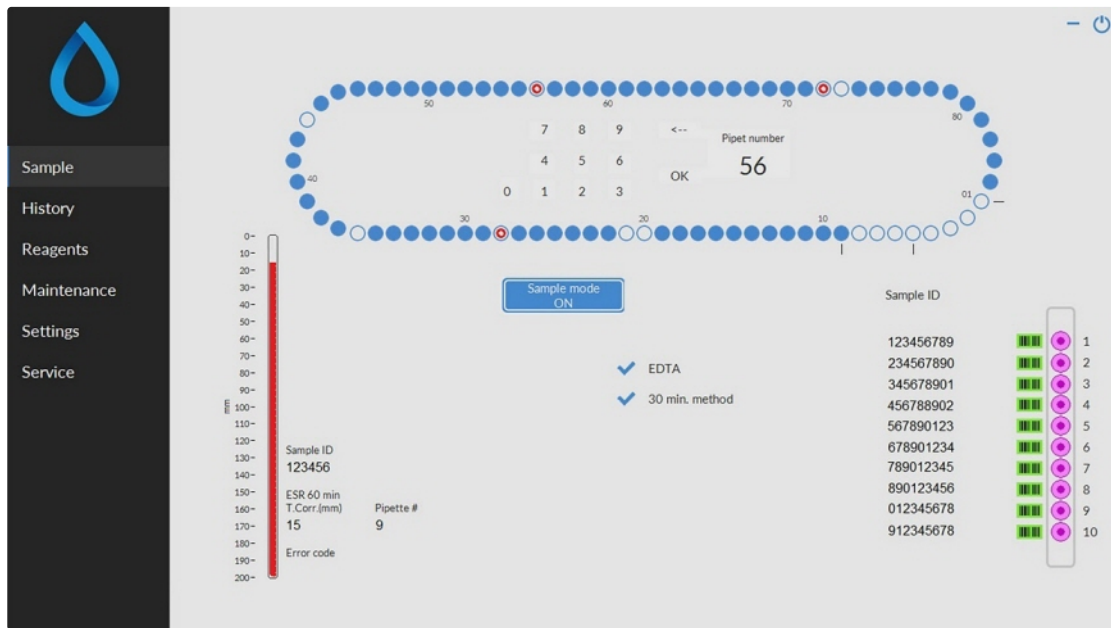 Sample
History
Reagents
Maintenance
Settings
Service
50
60
70
80
40
01
30
20
10
7 8 9 <--
4 5 6 OK
0 1 2 3
Pipet number
56
Sample mode
ON
EDTA
30 min. method
0
10
20
30
40
50
60
70
80
90
100
110
120
130
140
150
160
170
180
190
200
mm
Sample ID
123456
ESR 60 min
T.Corr.(mm) Pipette #
15 9
Error code
Sample ID
123456789 1
234567890 2
345678901 3
456788902 4
567890123 5
678901234 6
789012345 7
890123456 8
012345678 9
912345678 10